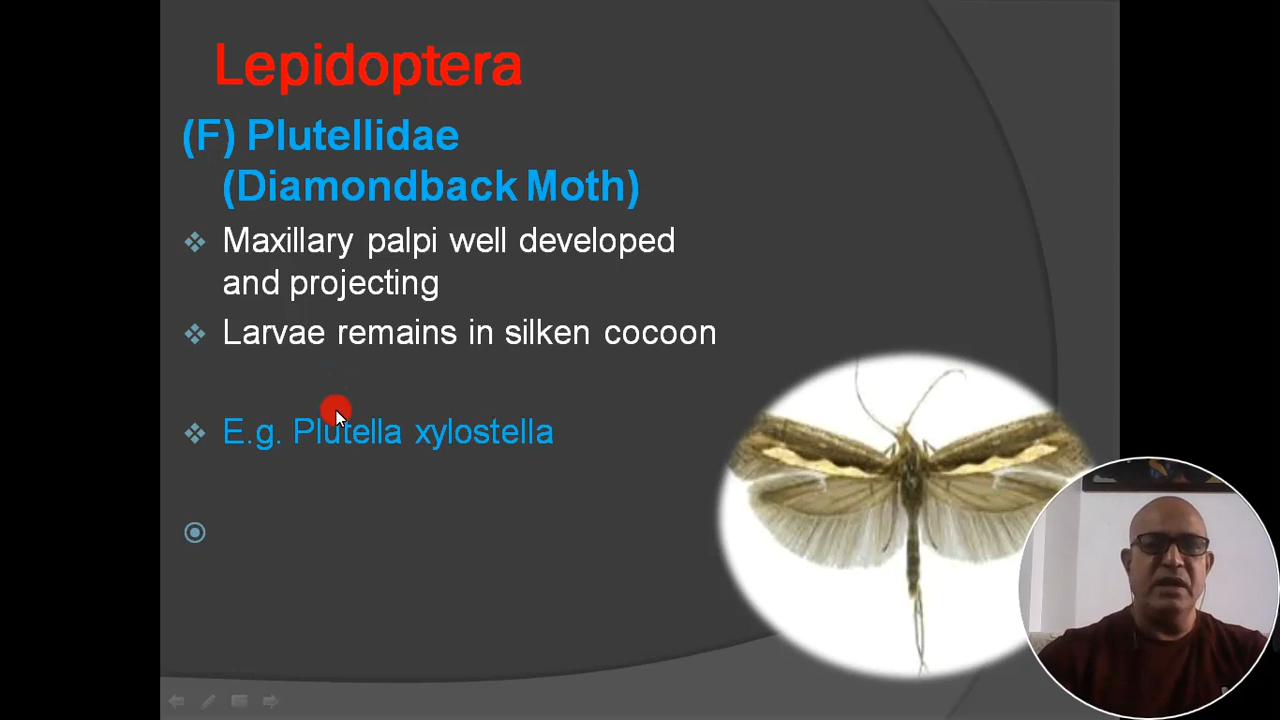 Lepidoptera
(F) Plutellidae
(Diamondback Moth)
Maxillary palpi well developed
and projecting
Larvae remains in silken cocoon
E.g. Plutella xylostella